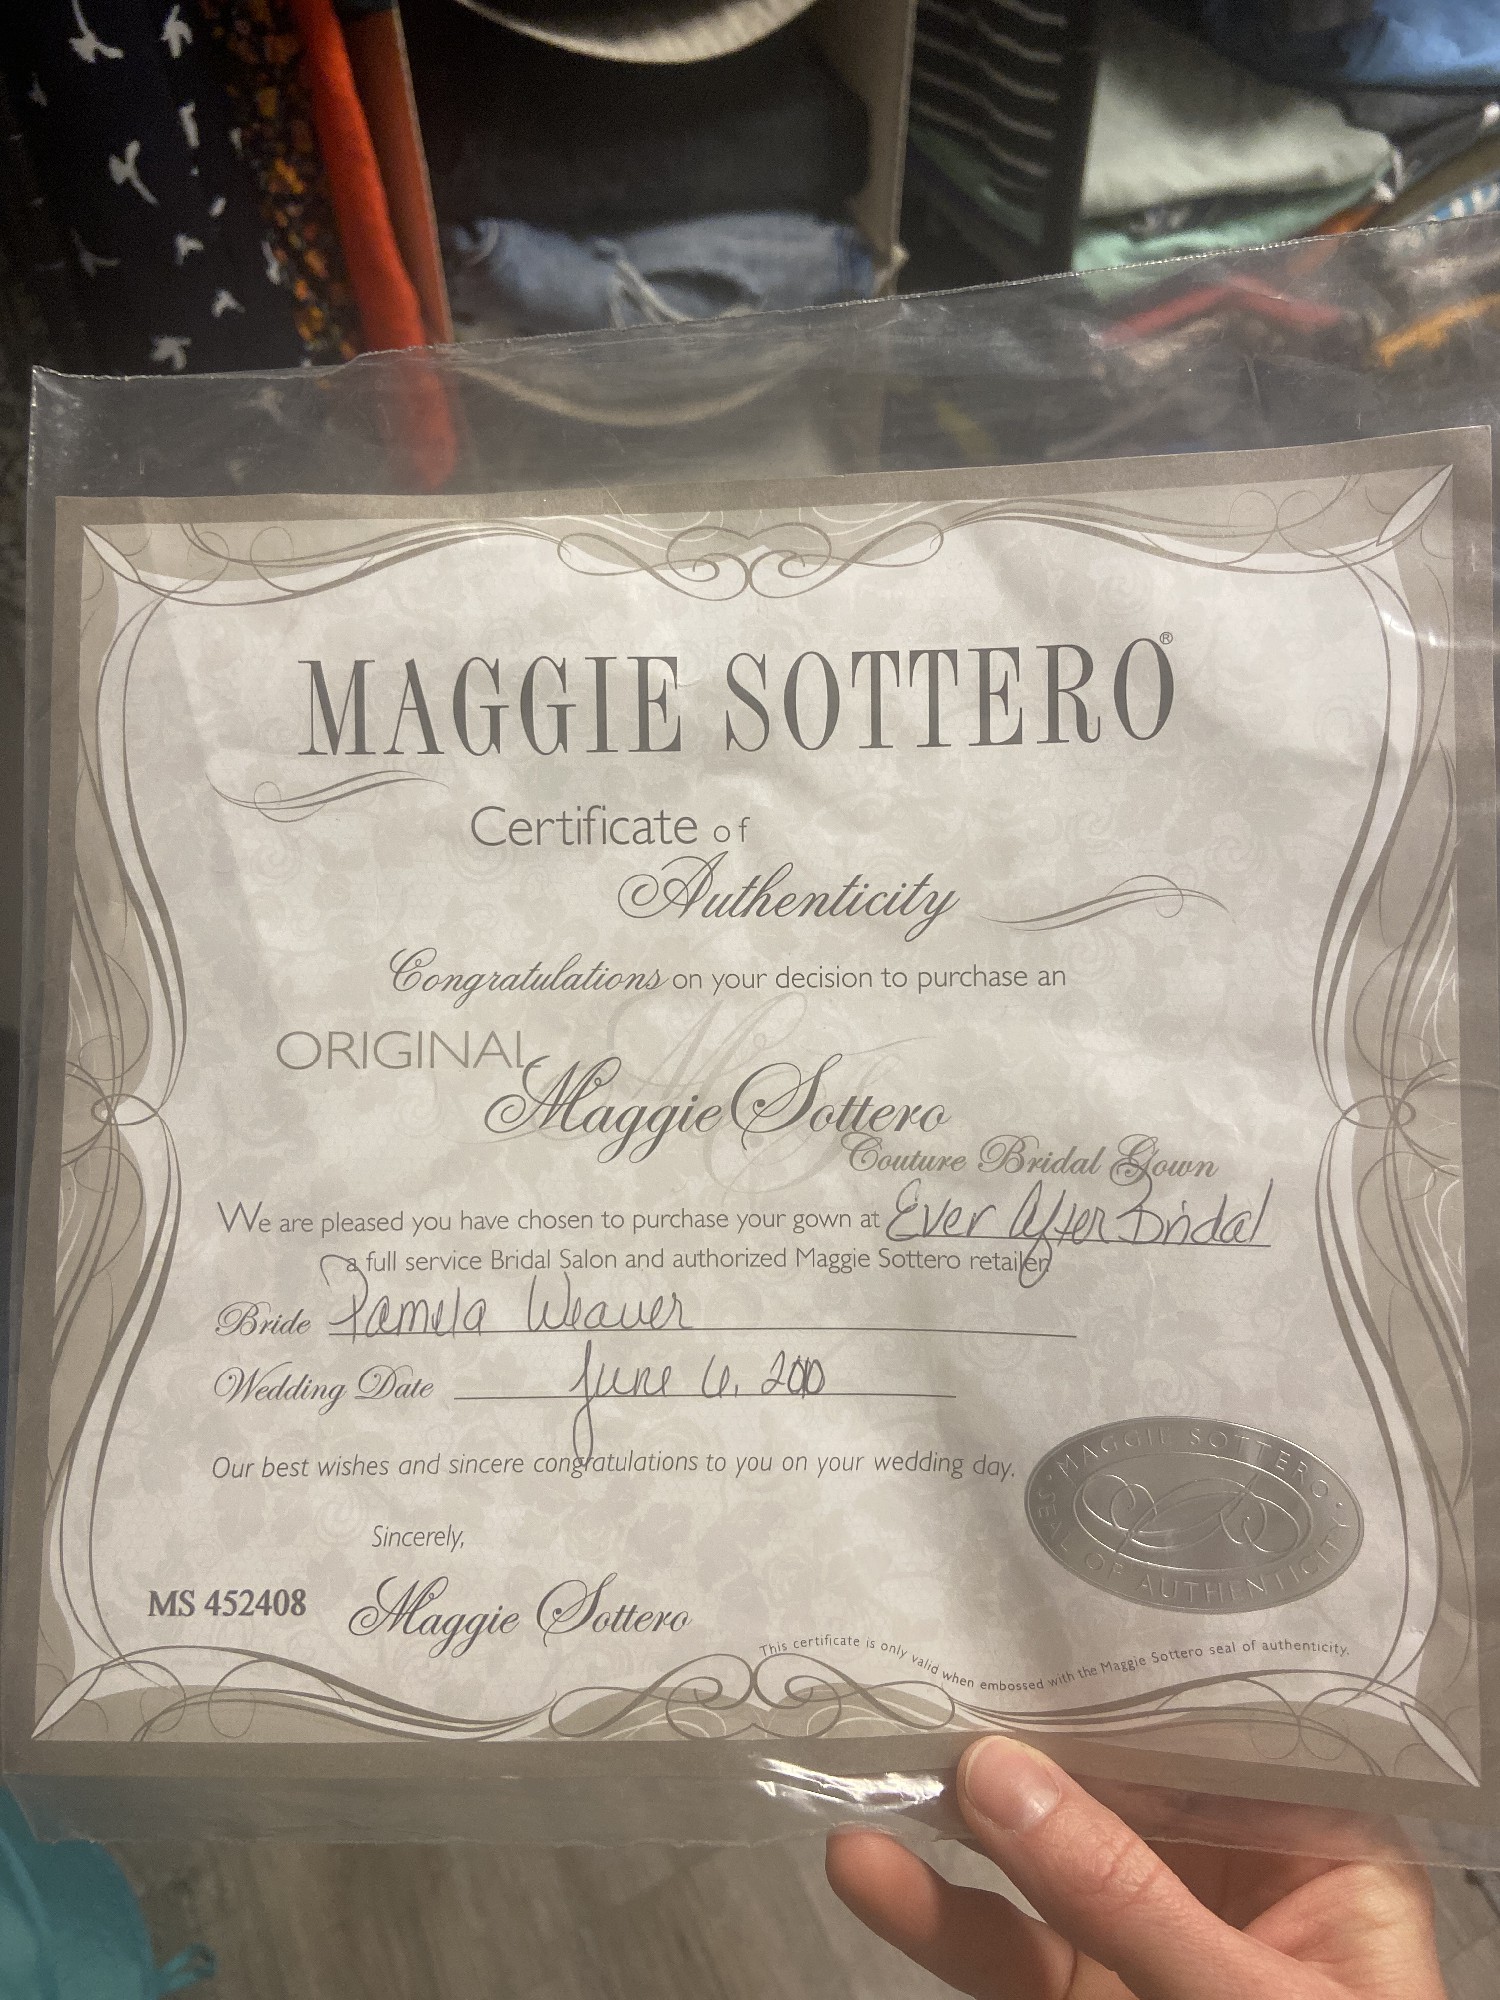 MAGGIE SOTTERO®
Certificate of
Authenticity
Congratulations on your decision to purchase an
ORIGINAL
Maggie Sottero
Couture Bridal Gown
We are pleased you have chosen to purchase your gown at Ever After Bridal
a full service Bridal Salon and authorized Maggie Sottero retailer.
Bride Pamela Weaver
Wedding Date June 6, 2010
Our best wishes and sincere congratulations to you on your wedding day.
Sincerely,
MS 452408
Maggie Sottero
• MAGGIE SOTTERO •
SEAL OF AUTHENTICITY
This certificate is only valid when embossed with the Maggie Sottero seal of authenticity.